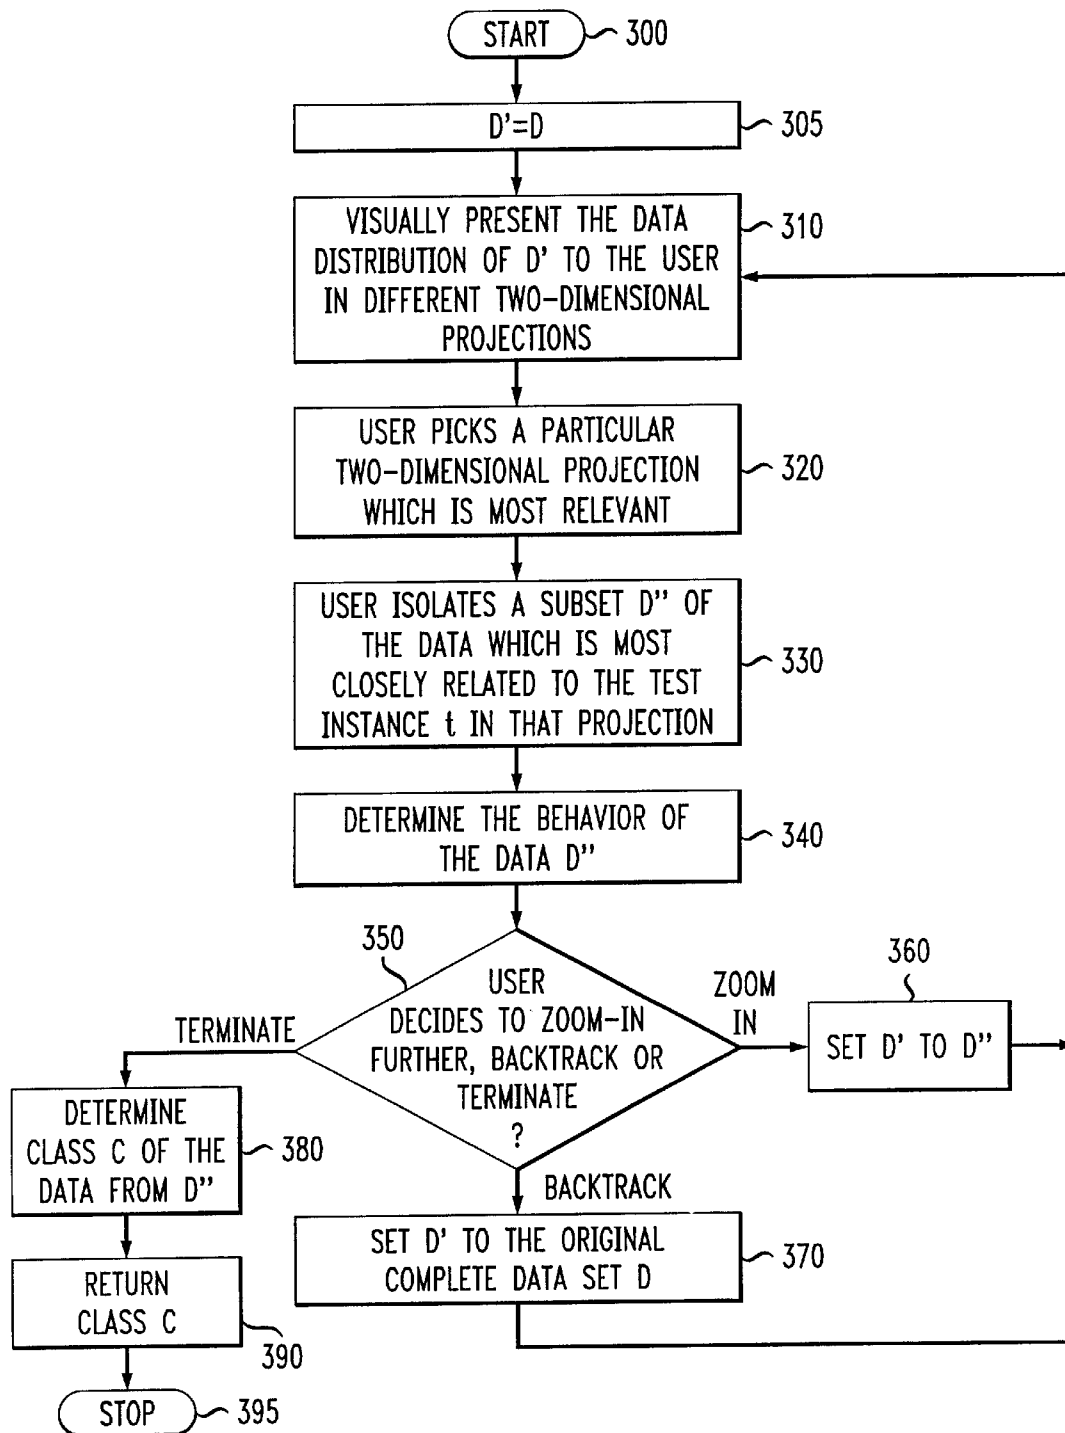 START
300
D'=D
305
VISUALLY PRESENT THE DATA
DISTRIBUTION OF D' TO THE USER
IN DIFFERENT TWO-DIMENSIONAL
PROJECTIONS
310
USER PICKS A PARTICULAR
TWO-DIMENSIONAL PROJECTION
WHICH IS MOST RELEVANT
320
USER ISOLATES A SUBSET D'' OF
THE DATA WHICH IS MOST
CLOSELY RELATED TO THE TEST
INSTANCE t IN THAT PROJECTION
330
DETERMINE THE BEHAVIOR OF
THE DATA D''
340
350
USER
DECIDES TO ZOOM-IN
FURTHER, BACKTRACK OR
TERMINATE
?
ZOOM
IN
360
SET D' TO D''
TERMINATE
DETERMINE
CLASS C OF THE
DATA FROM D''
380
BACKTRACK
SET D' TO THE ORIGINAL
COMPLETE DATA SET D
370
RETURN
CLASS C
390
STOP
395